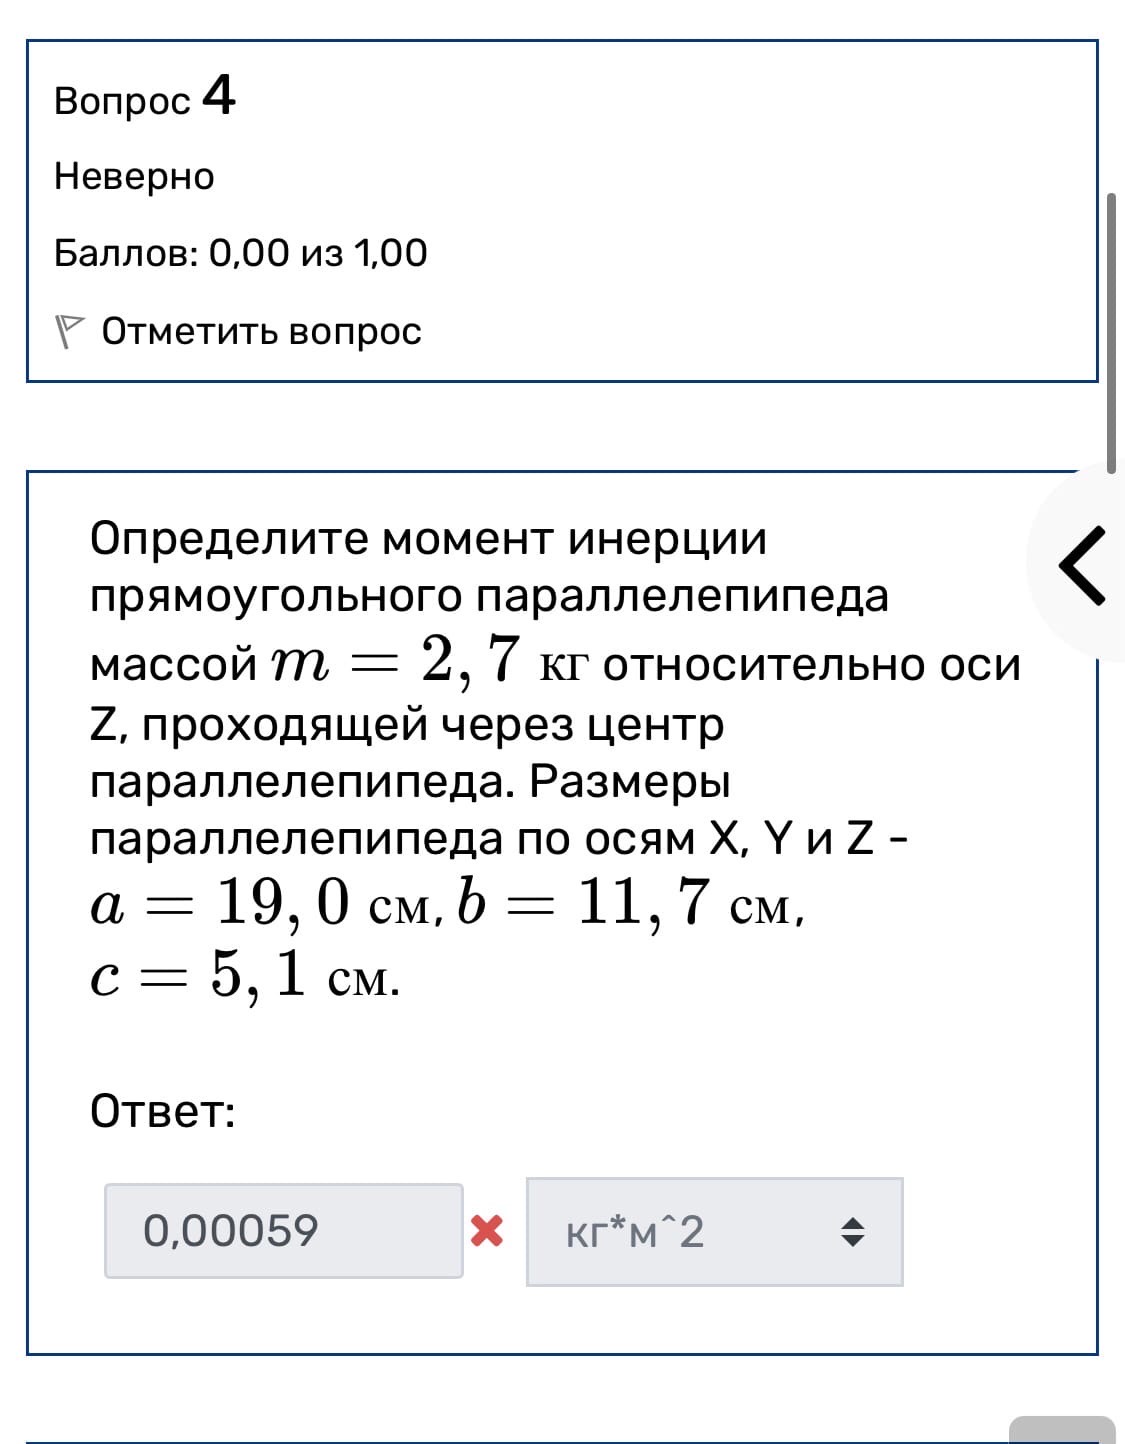 Вопрос 4
Неверно
Баллов: 0,00 из 1,00
Отметить вопрос
Определите момент инерции
прямоугольного параллелепипеда
массой m = 2, 7 кг относительно оси
Z, проходящей через центр
параллелепипеда. Размеры
параллелепипеда по осям X, Y и Z -
a = 19, 0 см, b = 11, 7 см,
c = 5, 1 см.
Ответ:
0,00059 кг*м^2